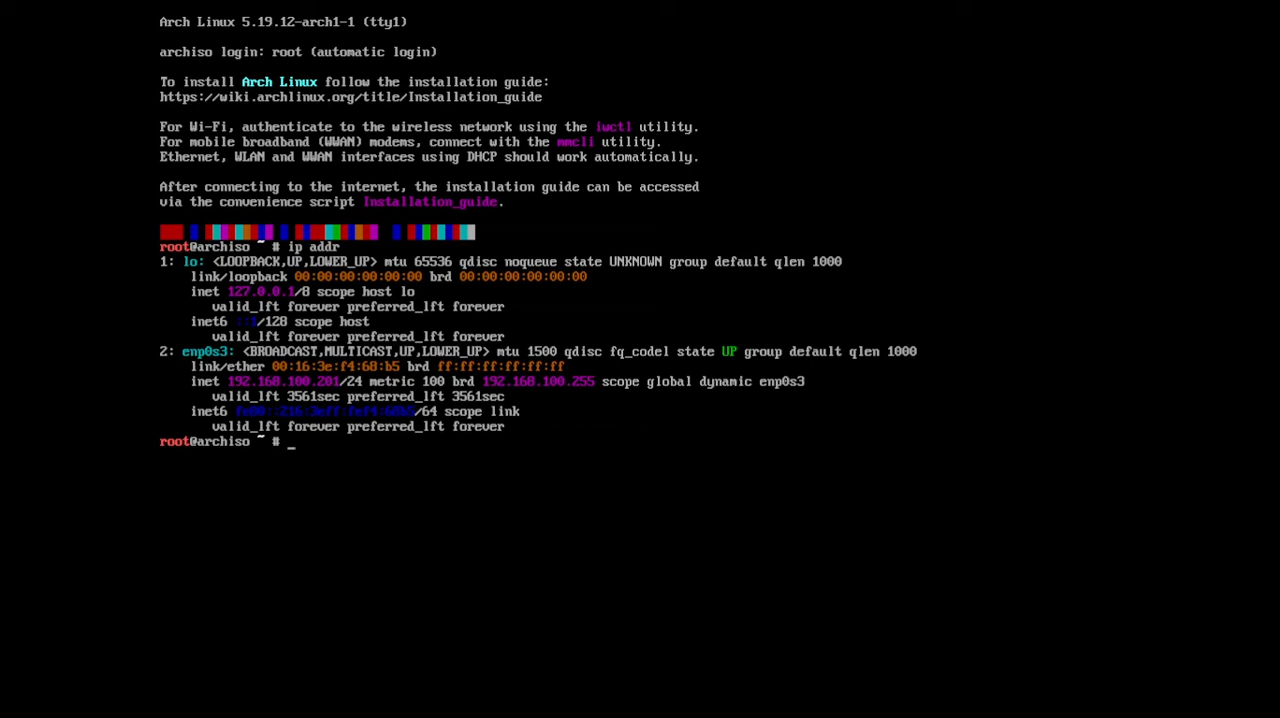 Arch Linux 5.19.12-arch1-1 (tty1)
archiso login: root (automatic login)
To install Arch Linux follow the installation guide:
https://wiki.archlinux.org/title/Installation_guide
For Wi-Fi, authenticate to the wireless network using the iwctl utility.
For mobile broadband (WWAN) modems, connect with the mmcli utility.
Ethernet, WLAN and WWAN interfaces using DHCP should work automatically.
After connecting to the internet, the installation guide can be accessed
via the convenience script Installation_guide.
root@archiso ~ # ip addr
1: lo: <LOOPBACK,UP,LOWER_UP> mtu 65536 qdisc noqueue state UNKNOWN group default qlen 1000
link/loopback 00:00:00:00:00:00 brd 00:00:00:00:00:00
inet 127.0.0.1/8 scope host lo
valid_lft forever preferred_lft forever
inet6 ::1/128 scope host
valid_lft forever preferred_lft forever
2: enp0s3: <BROADCAST,MULTICAST,UP,LOWER_UP> mtu 1500 qdisc fq_codel state UP group default qlen 1000
link/ether 00:16:3e:f4:68:b5 brd ff:ff:ff:ff:ff:ff
inet 192.168.100.201/24 metric 100 brd 192.168.100.255 scope global dynamic enp0s3
valid_lft 3561sec preferred_lft 3561sec
inet6 fe80::216:3eff:fef4:68b5/64 scope link
valid_lft forever preferred_lft forever
root@archiso ~ # _